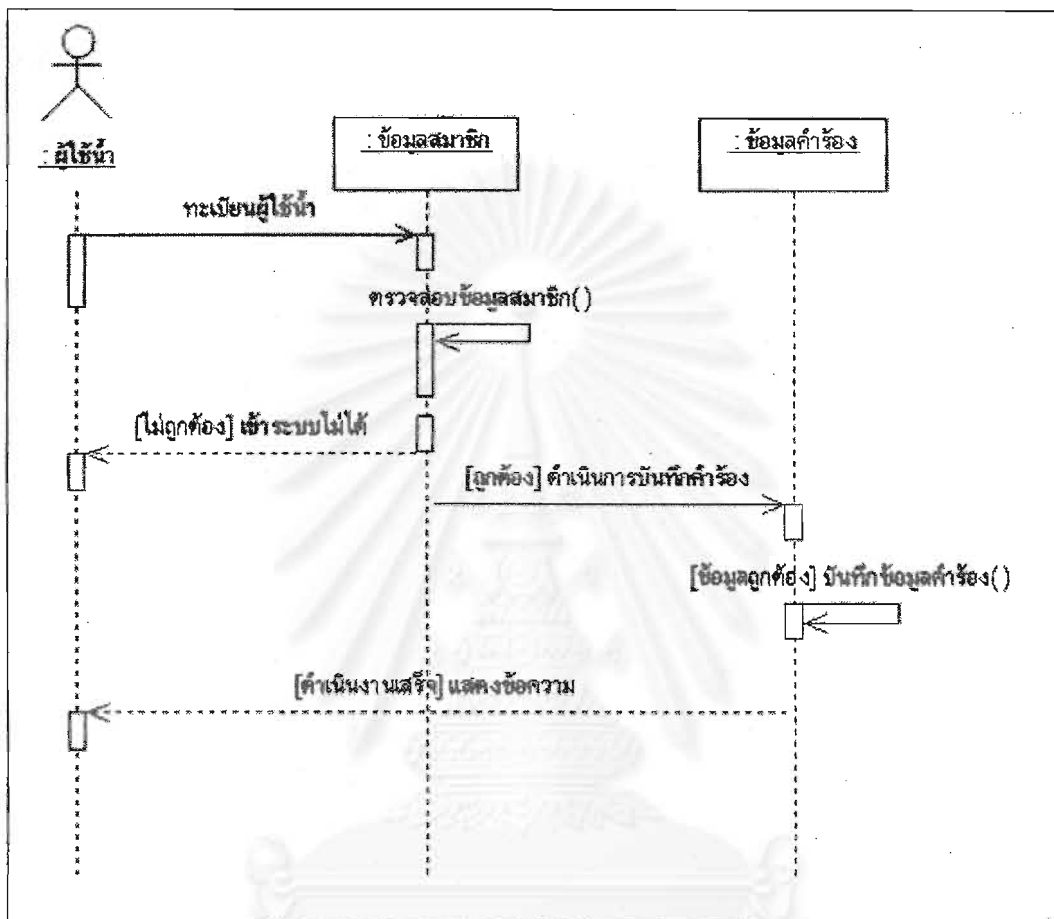 : ผู้ใช้น้ำ
: ข้อมูลสมาชิก
: ข้อมูลคำร้อง
ทะเบียนผู้ใช้น้ำ
ตรวจสอบข้อมูลสมาชิก()
[ไม่ถูกต้อง] เข้าระบบไม่ได้
[ถูกต้อง] ดำเนินการบันทึกคำร้อง
[ข้อมูลถูกต้อง] บันทึกข้อมูลคำร้อง()
[ดำเนินงานเสร็จ] แสดงข้อความ